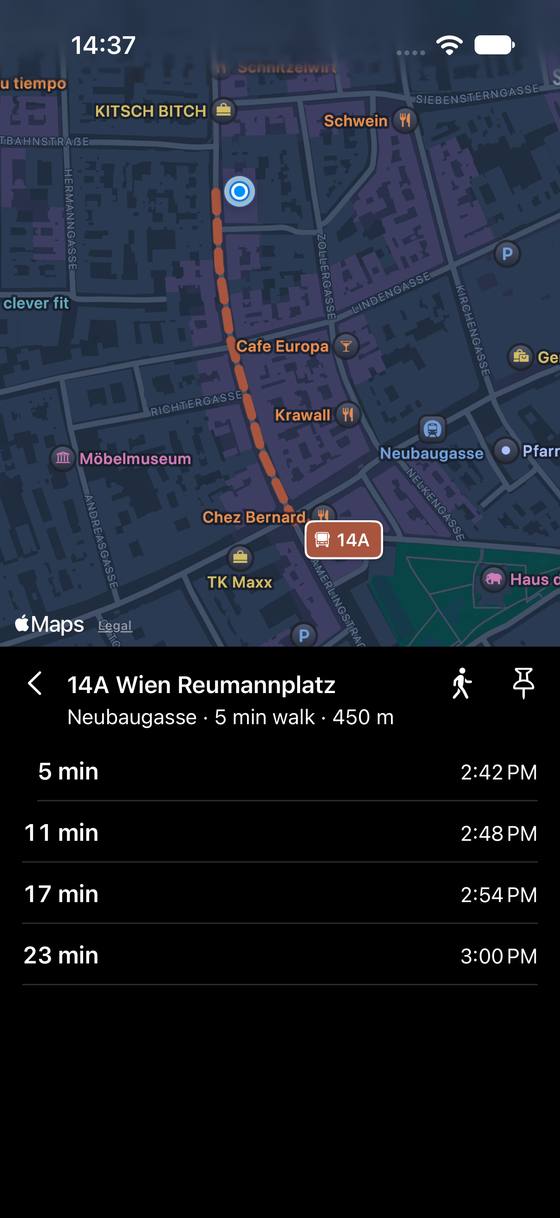 14:37
Schnitzelwirt
u tiempo
SIEBENSTERNGASSE
S
KITSCH BITCH
Schwein
TBAHNSTRAẞE
HERMANNGASSE
ZOLLERGASSE
P
LINDENGASSE
KIRCHENGASSE
clever fit
Cafe Europa
Ge
RICHTERGASSE
Krawall
Neubaugasse
Pfarr
Möbelmuseum
NELKENGASSE
ANDREASGASSE
Chez Bernard
14A
AMERLINGSTRA
TK Maxx
Haus d
P
Maps
Legal
14A Wien Reumannplatz
Neubaugasse · 5 min walk · 450 m
5 min 2:42 PM
11 min 2:48 PM
17 min 2:54 PM
23 min 3:00 PM